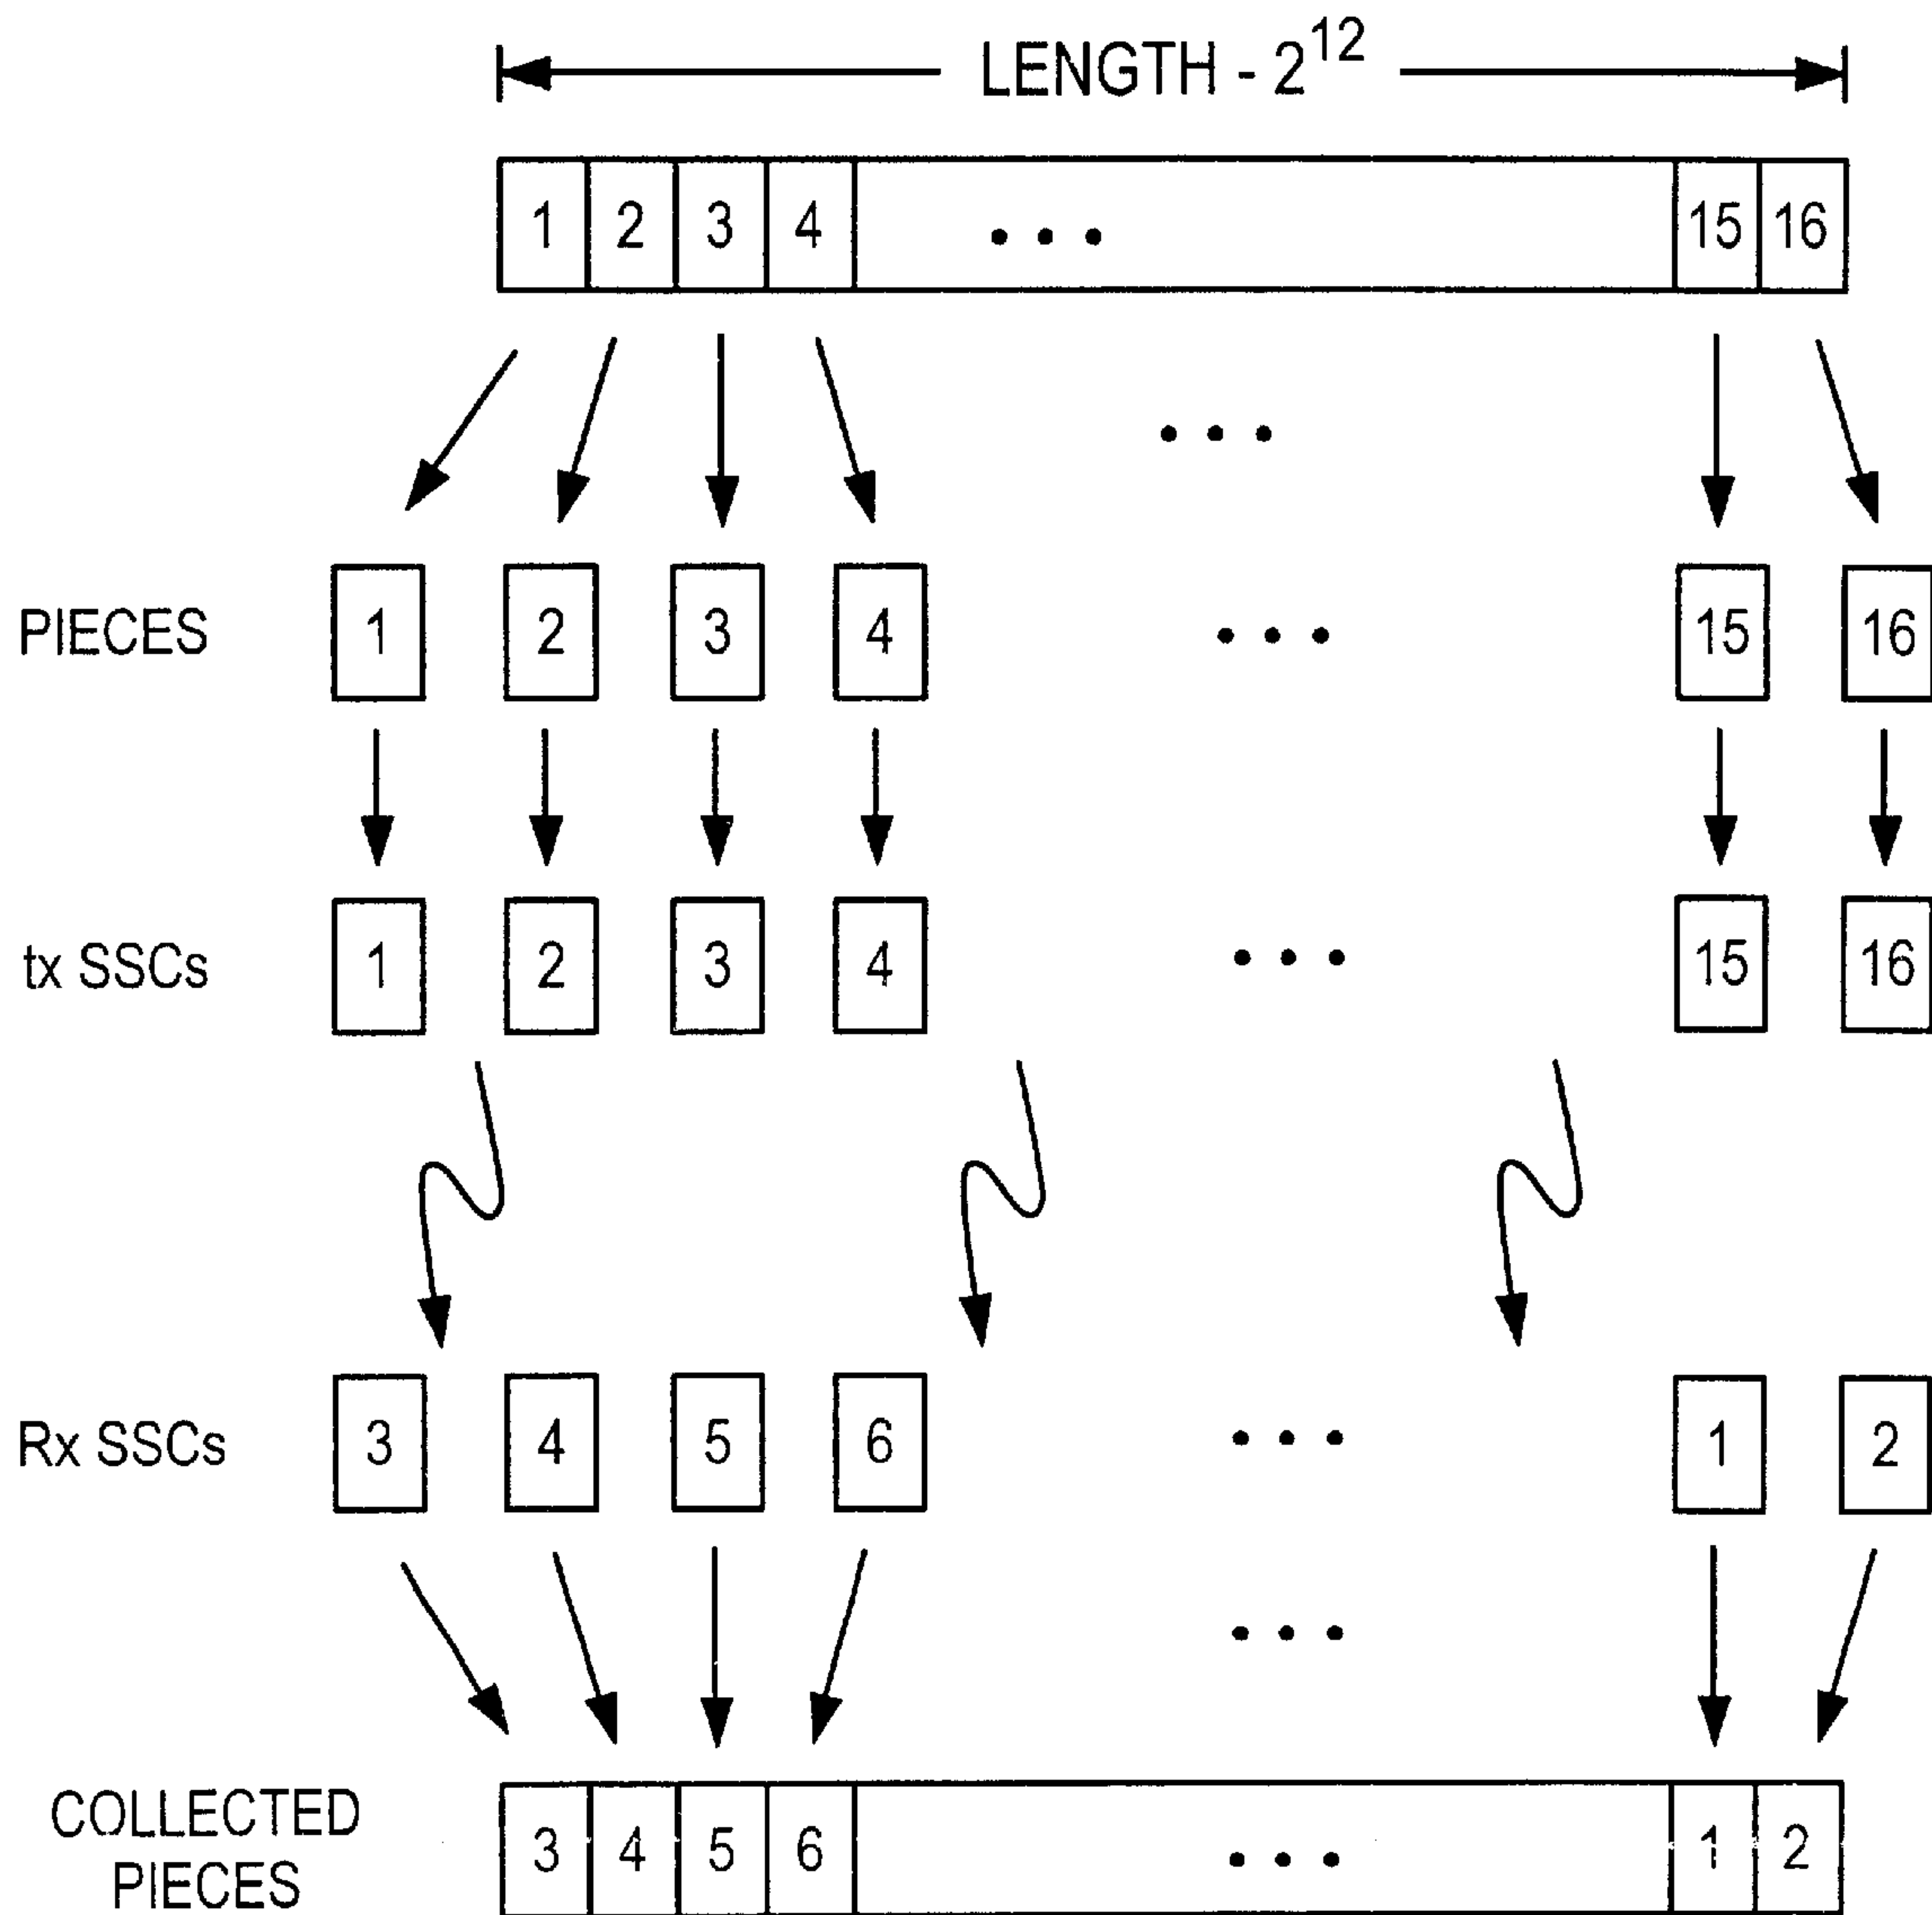 LENGTH - 2^12
1 2 3 4 • • • 15 16
• • •
PIECES 1 2 3 4 • • • 15 16
tx SSCs 1 2 3 4 • • • 15 16
Rx SSCs 3 4 5 6 • • • 1 2
• • •
COLLECTED
PIECES 3 4 5 6 • • • 1 2